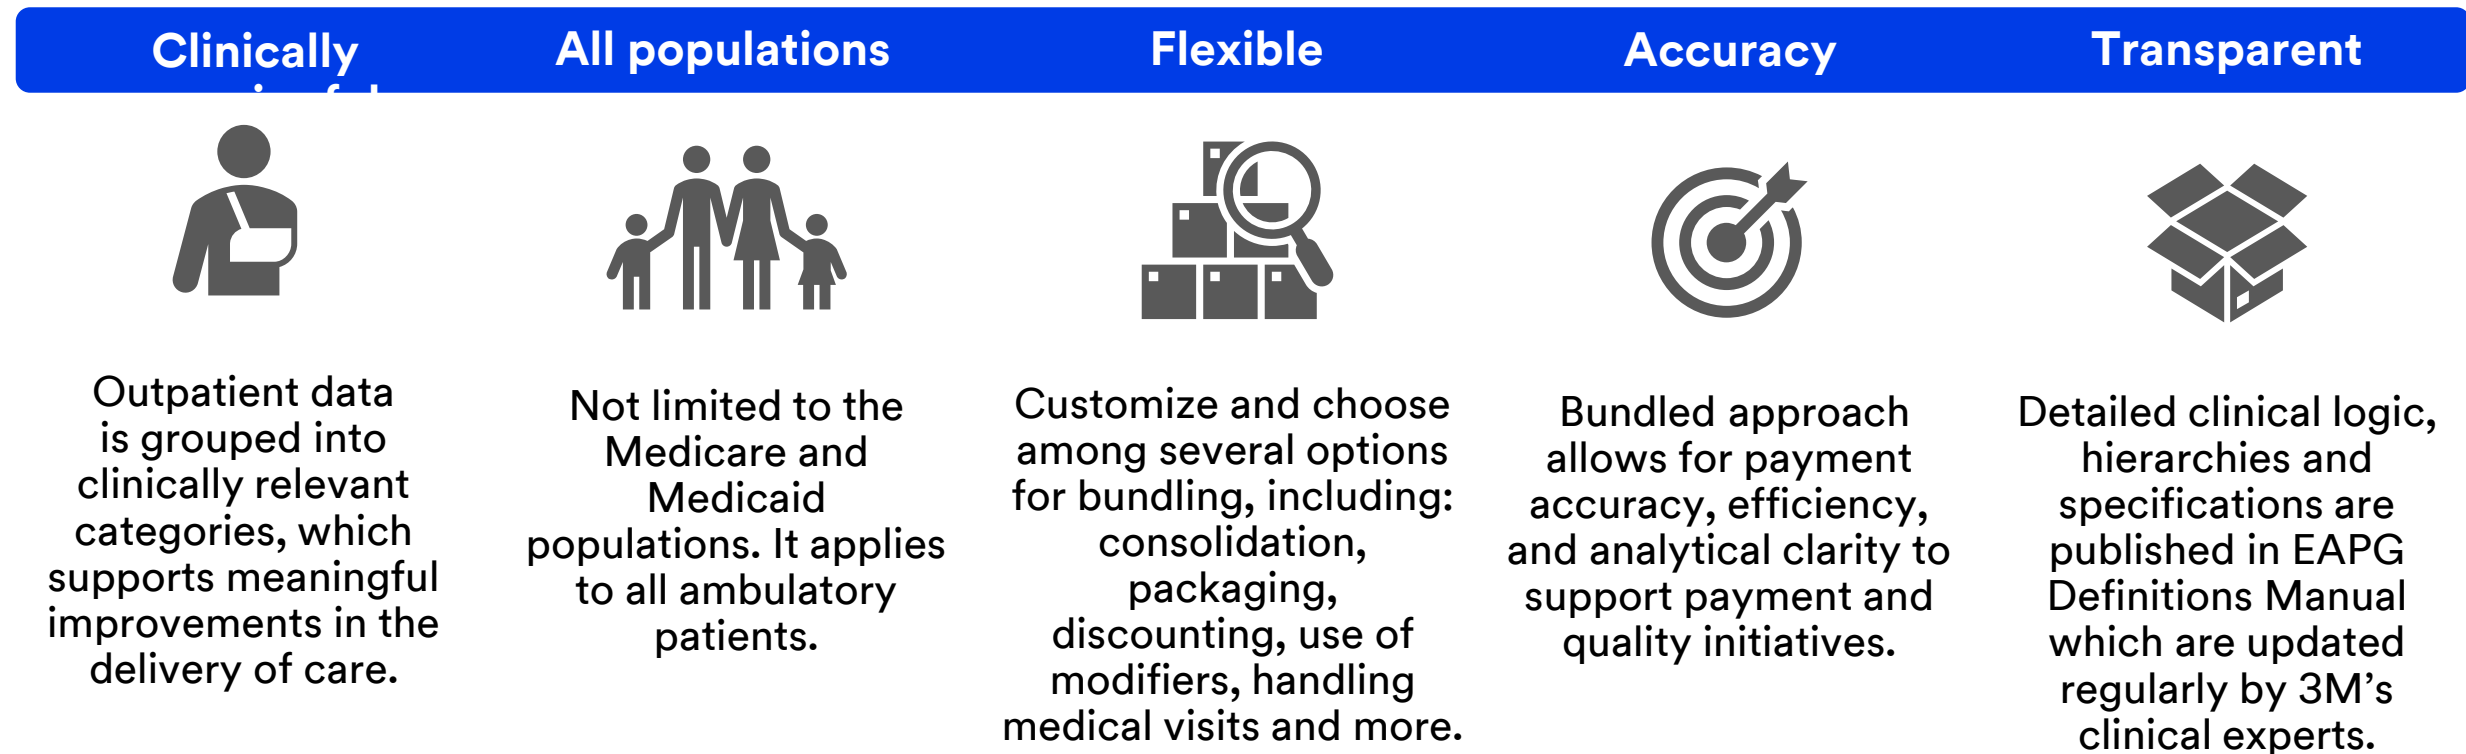 Clinically
All populations
Flexible
Accuracy
Transparent
Outpatient data
is grouped into
clinically relevant
categories, which
supports meaningful
improvements in the
delivery of care.
Not limited to the
Medicare and
Medicaid
populations. It applies
to all ambulatory
patients.
Customize and choose
among several options
for bundling, including:
consolidation,
packaging,
discounting, use of
modifiers, handling
medical visits and more.
Bundled approach
allows for payment
accuracy, efficiency,
and analytical clarity to
support payment and
quality initiatives.
Detailed clinical logic,
hierarchies and
specifications are
published in EAPG
Definitions Manual
which are updated
regularly by 3M’s
clinical experts.